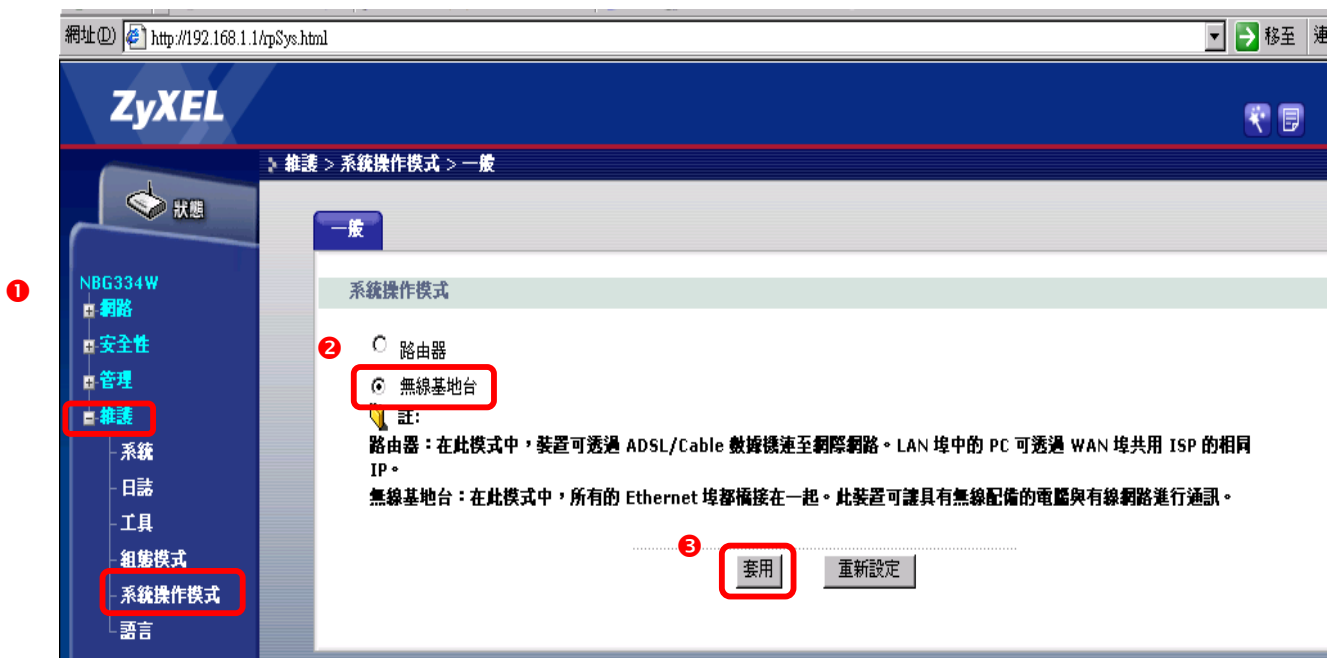 網址(D) http://192.168.1.1/rpSys.html 移至 連
ZyXEL
維護 > 系統操作模式 > 一般
狀態
一般
❶
NBG334W
網路
安全性
管理
維護
系統
日誌
工具
組態模式
系統操作模式
語言
系統操作模式
❷ 路由器
無線基地台
註:
路由器：在此模式中，裝置可透過 ADSL/Cable 數據機連至網際網路。LAN 埠中的 PC 可透過 WAN 埠共用 ISP 的相同
IP。
無線基地台：在此模式中，所有的 Ethernet 埠都橋接在一起。此裝置可讓具有無線配備的電腦與有線網路進行通訊。
❸
套用 重新設定